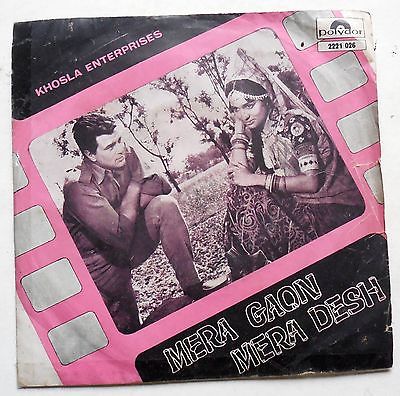 KHOSLA ENTERPRISES
Polydor
2221 026
MERA GAON
MERA DESH